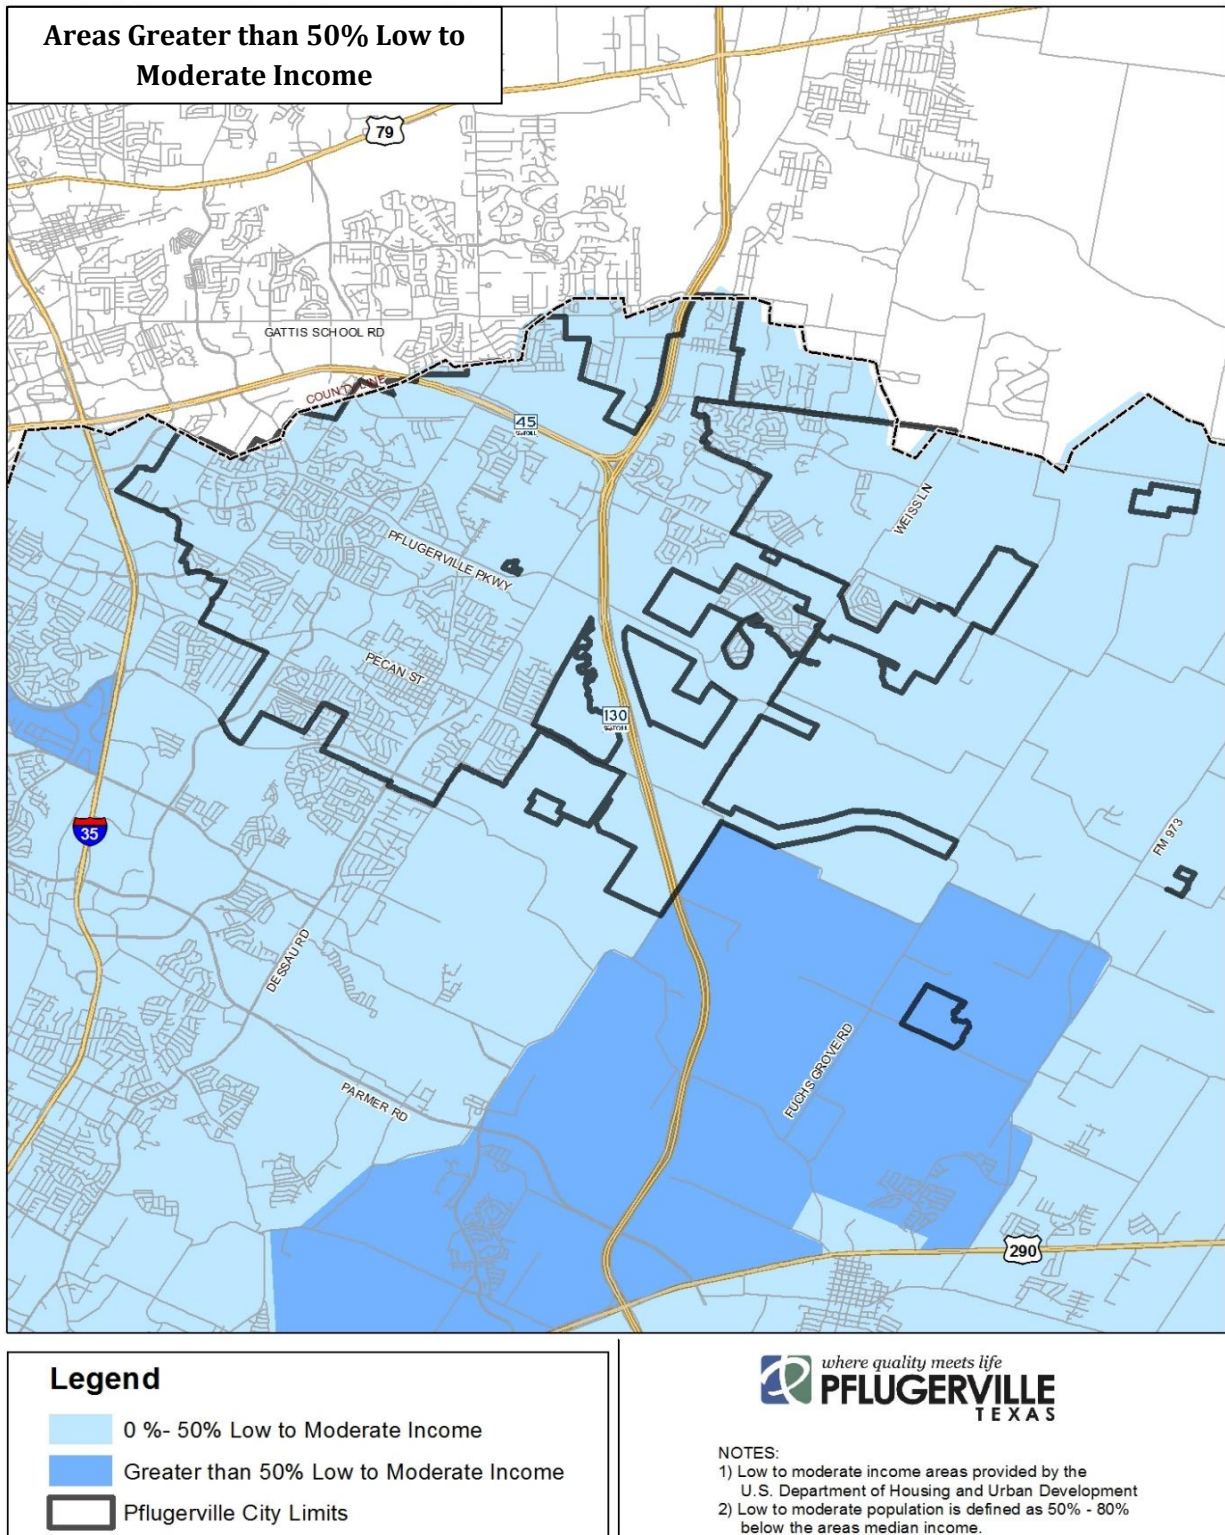 Areas Greater than 50% Low to
Moderate Income
79
GATTIS SCHOOL RD
COUNTY LINE
45
TOLL
WEISS LN
PFLUGERVILLE PKWY
PECAN ST
130
TOLL
35
FM 973
DESSAU RD
FUCHS GROVE RD
PARMER RD
290
Legend
0 %- 50% Low to Moderate Income
Greater than 50% Low to Moderate Income
Pflugerville City Limits
where quality meets life
PFLUGERVILLE
TEXAS
NOTES:
1) Low to moderate income areas provided by the
U.S. Department of Housing and Urban Development
2) Low to moderate population is defined as 50% - 80%
below the areas median income.